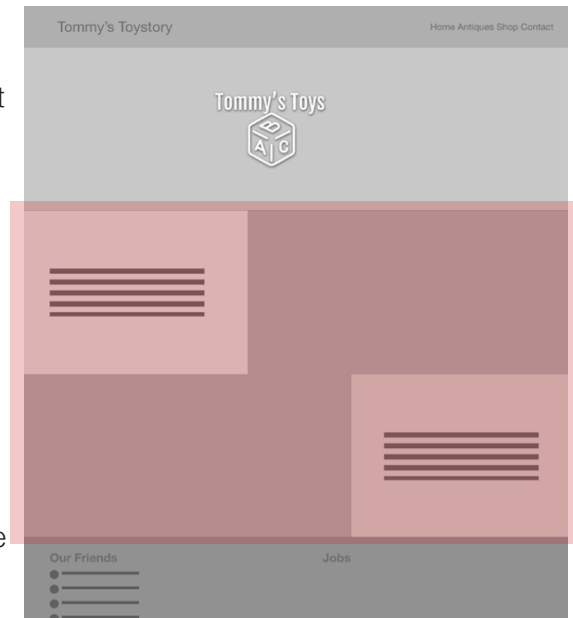 Tommy's Toystory
Home Antiques Shop Contact
t
Tommy's Toys
B
A C
e
Our Friends
Jobs